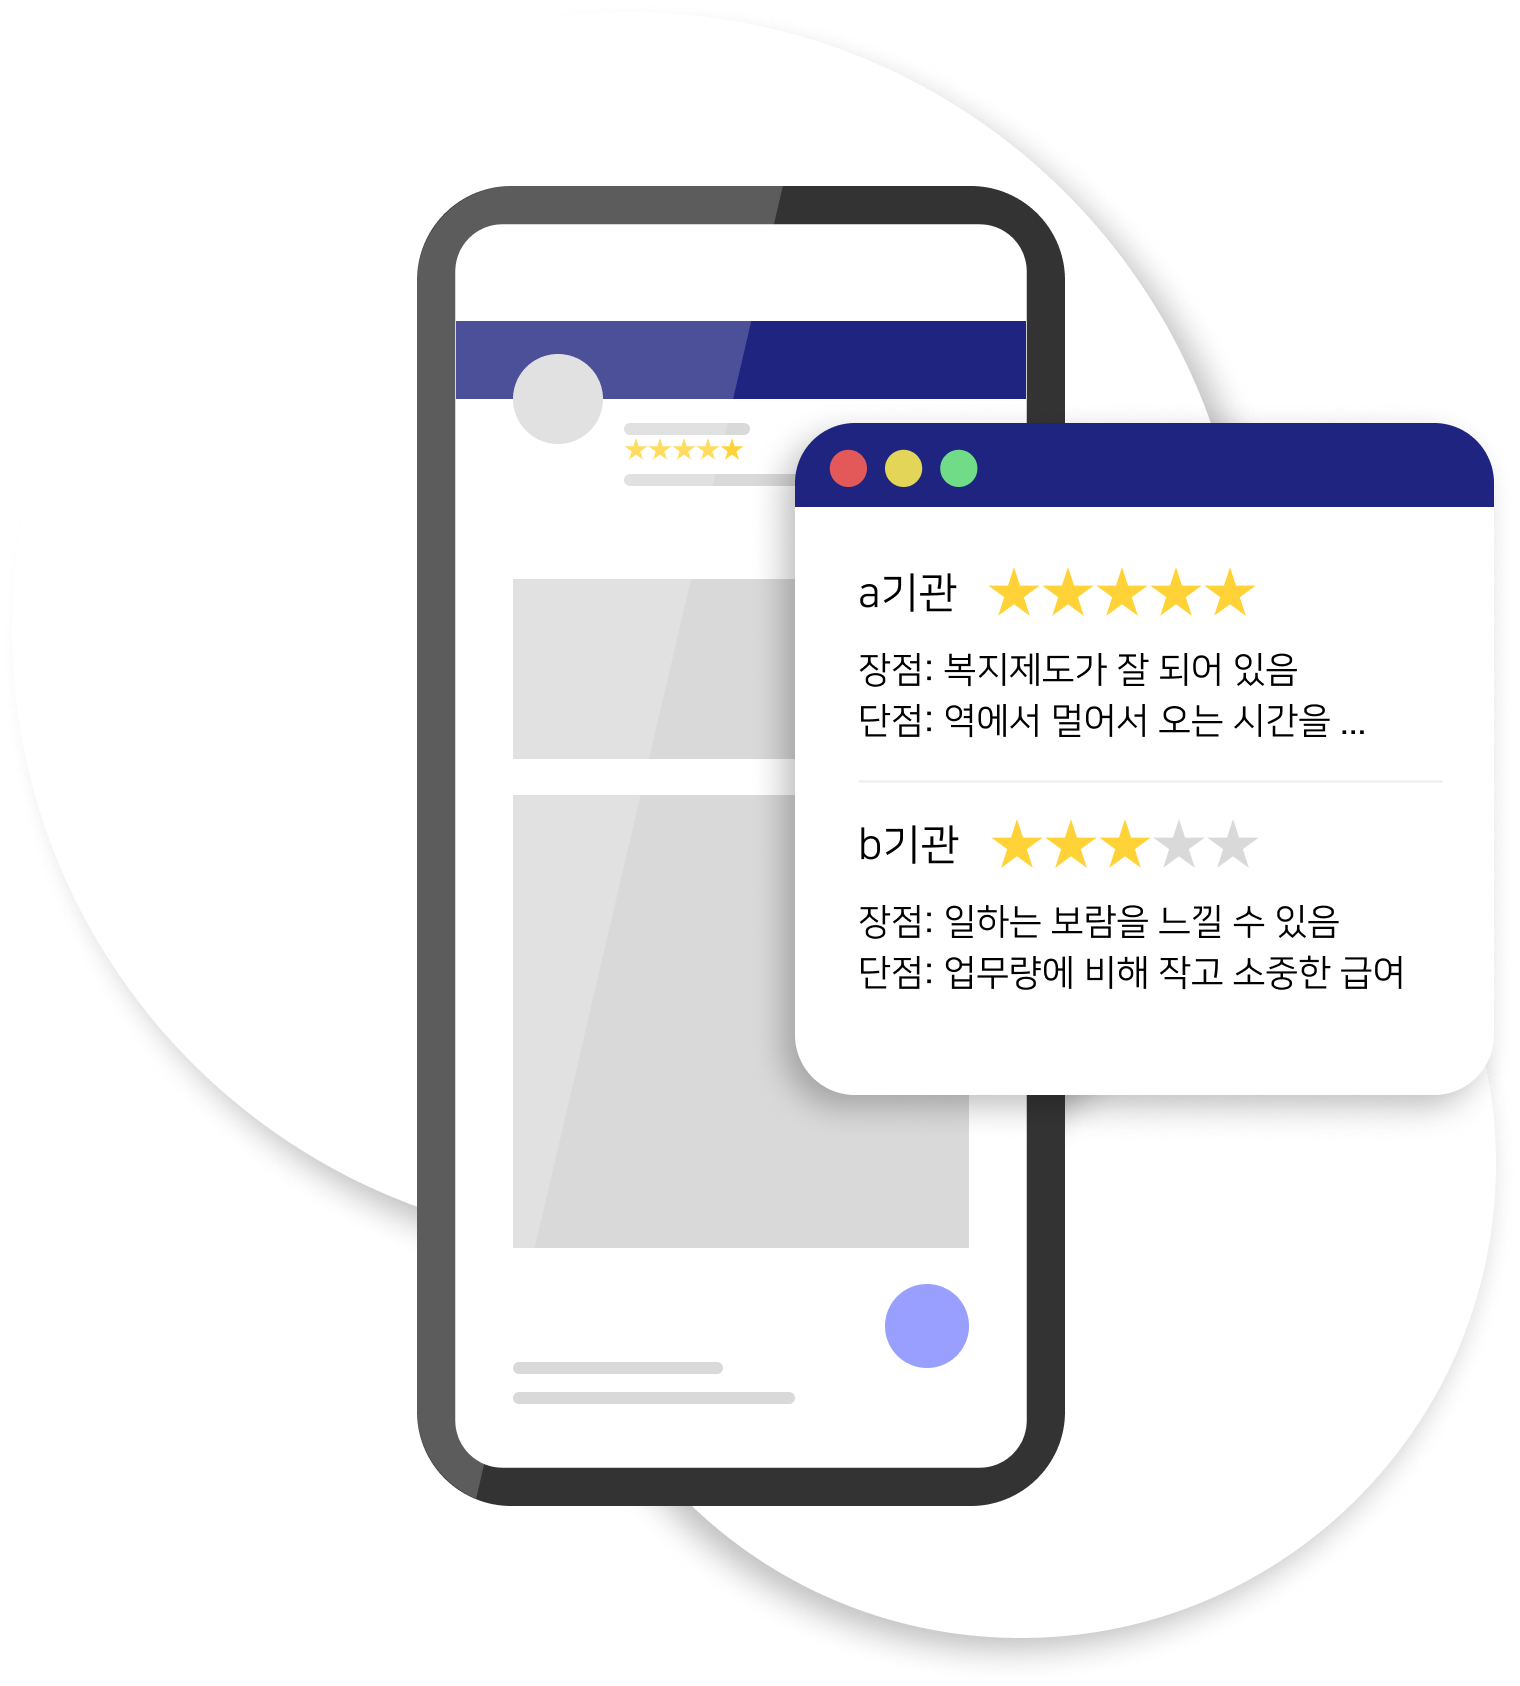 a기관
장점: 복지제도가 잘 되어 있음
단점: 역에서 멀어서 오는 시간을 ...
b기관
장점: 일하는 보람을 느낄 수 있음
단점: 업무량에 비해 작고 소중한 급여